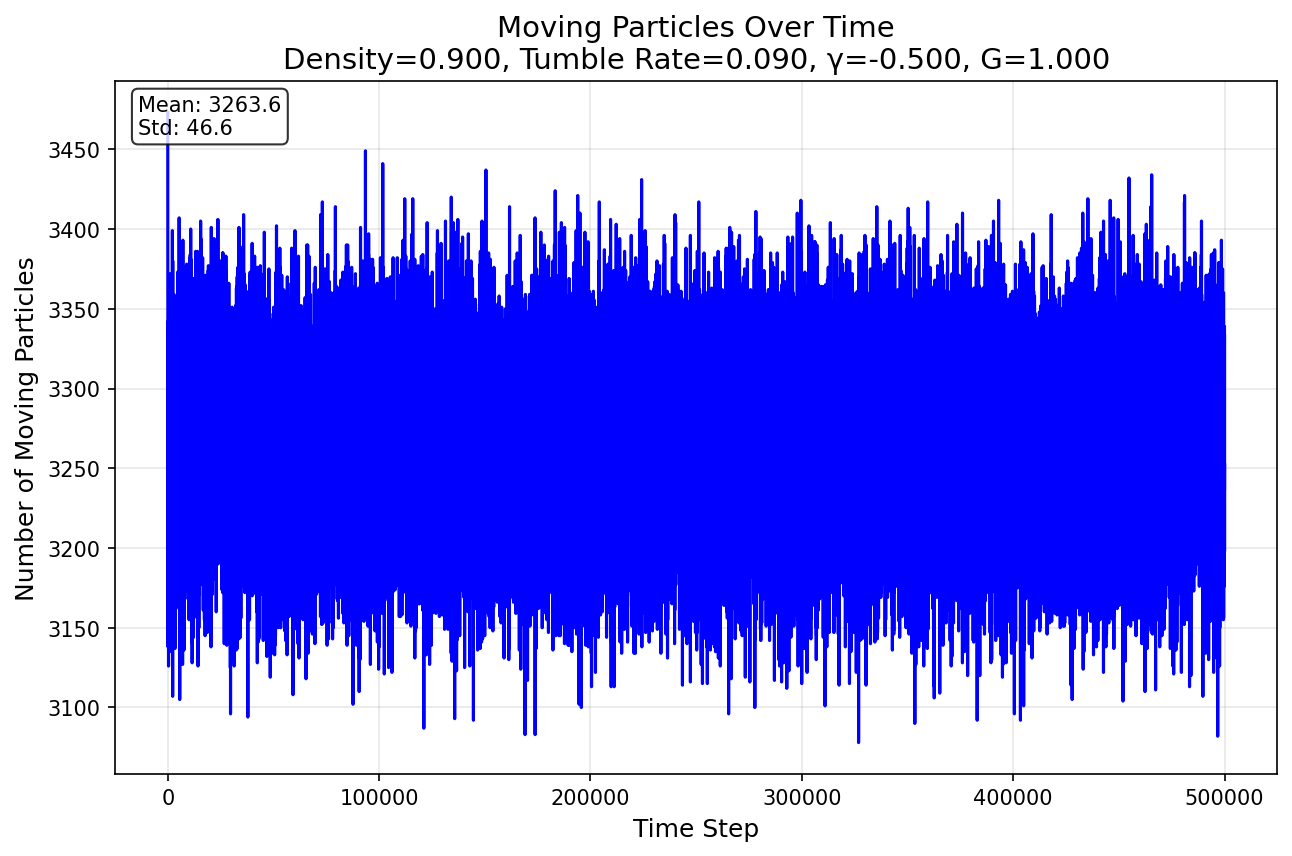 Moving Particles Over Time
Density=0.900, Tumble Rate=0.090, γ=-0.500, G=1.000
Mean: 3263.6
Std: 46.6
Number of Moving Particles
3450
3400
3350
3300
3250
3200
3150
3100
0
100000
200000
300000
400000
500000
Time Step